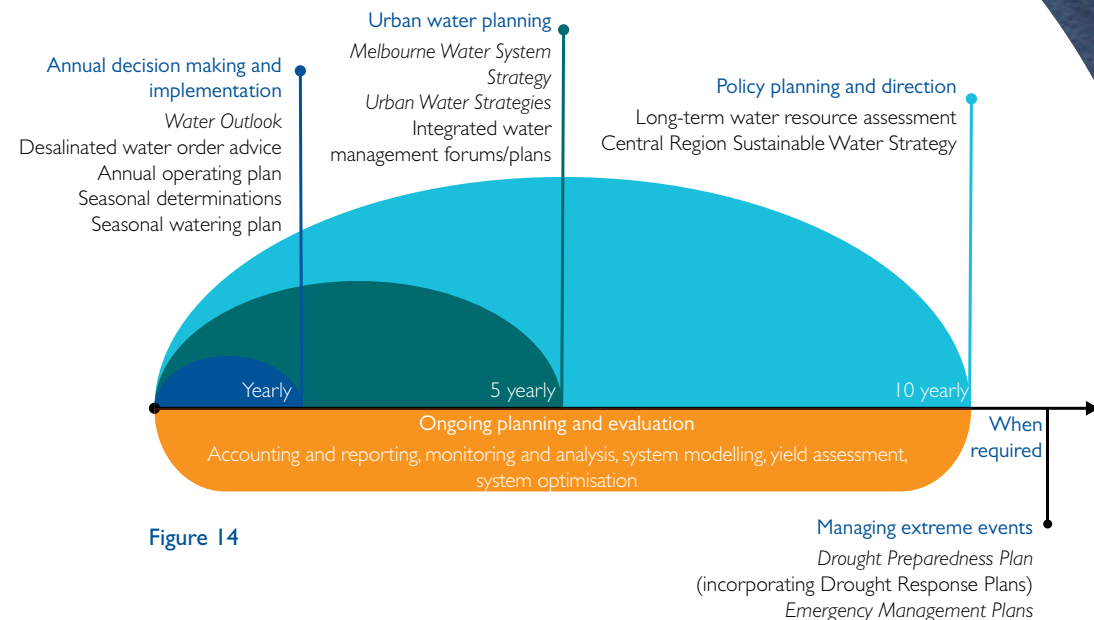 Urban water planning
Melbourne Water System
Strategy
Urban Water Strategies
Integrated water
management forums/plans
Annual decision making and
implementation
Water Outlook
Desalinated water order advice
Annual operating plan
Seasonal determinations
Seasonal watering plan
Policy planning and direction
Long-term water resource assessment
Central Region Sustainable Water Strategy
Yearly
5 yearly
10 yearly
Ongoing planning and evaluation
Accounting and reporting, monitoring and analysis, system modelling, yield assessment,
system optimisation
When
required
Figure 14
Managing extreme events
Drought Preparedness Plan
(incorporating Drought Response Plans)
Emergency Management Plans